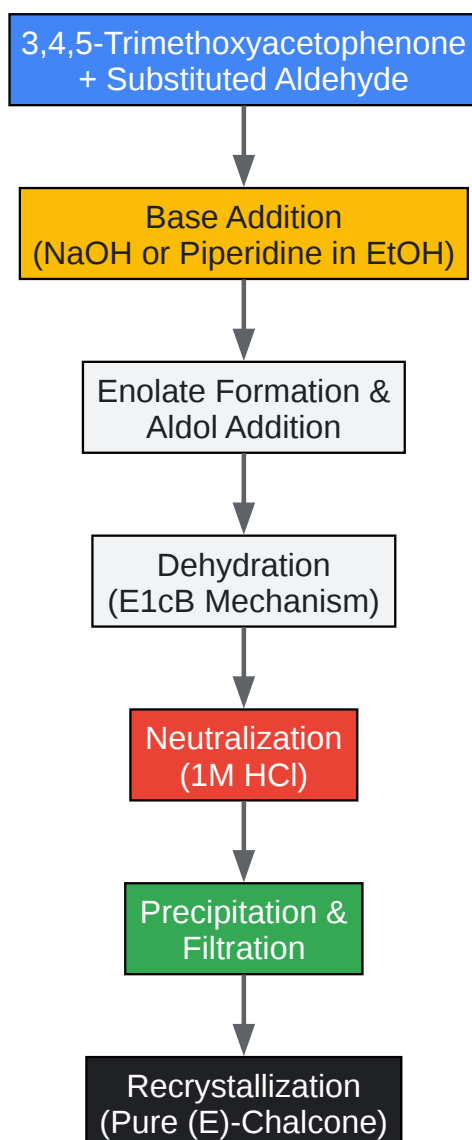 3,4,5-Trimethoxyacetophenone
+ Substituted Aldehyde
Base Addition
(NaOH or Piperidine in EtOH)
Enolate Formation &
Aldol Addition
Dehydration
(E1cB Mechanism)
Neutralization
(1M HCl)
Precipitation &
Filtration
Recrystallization
(Pure (E)-Chalcone)